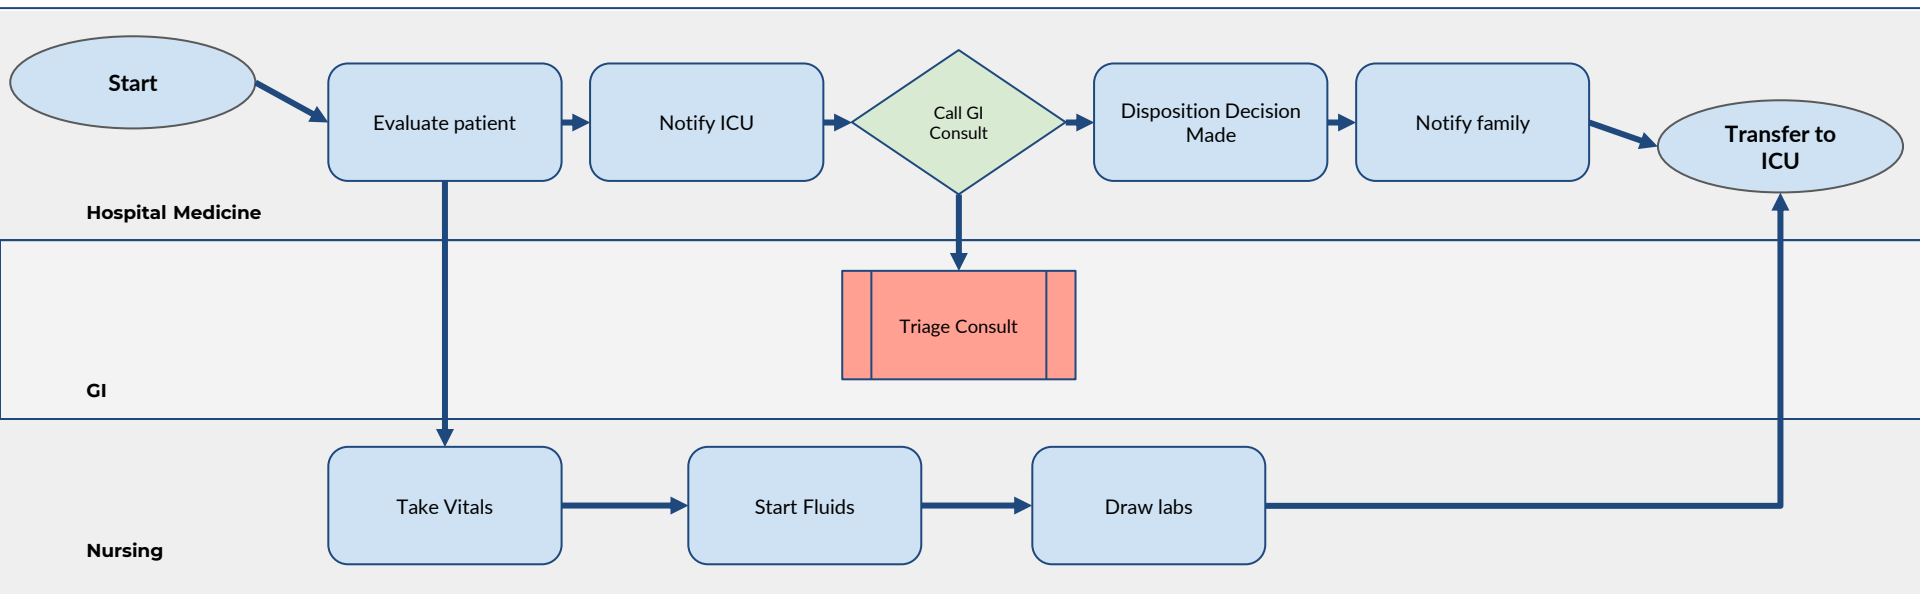 Start
Evaluate patient
Notify ICU
Call GI
Consult
Disposition Decision
Made
Notify family
Transfer to
ICU
Hospital Medicine
Triage Consult
GI
Take Vitals
Start Fluids
Draw labs
Nursing